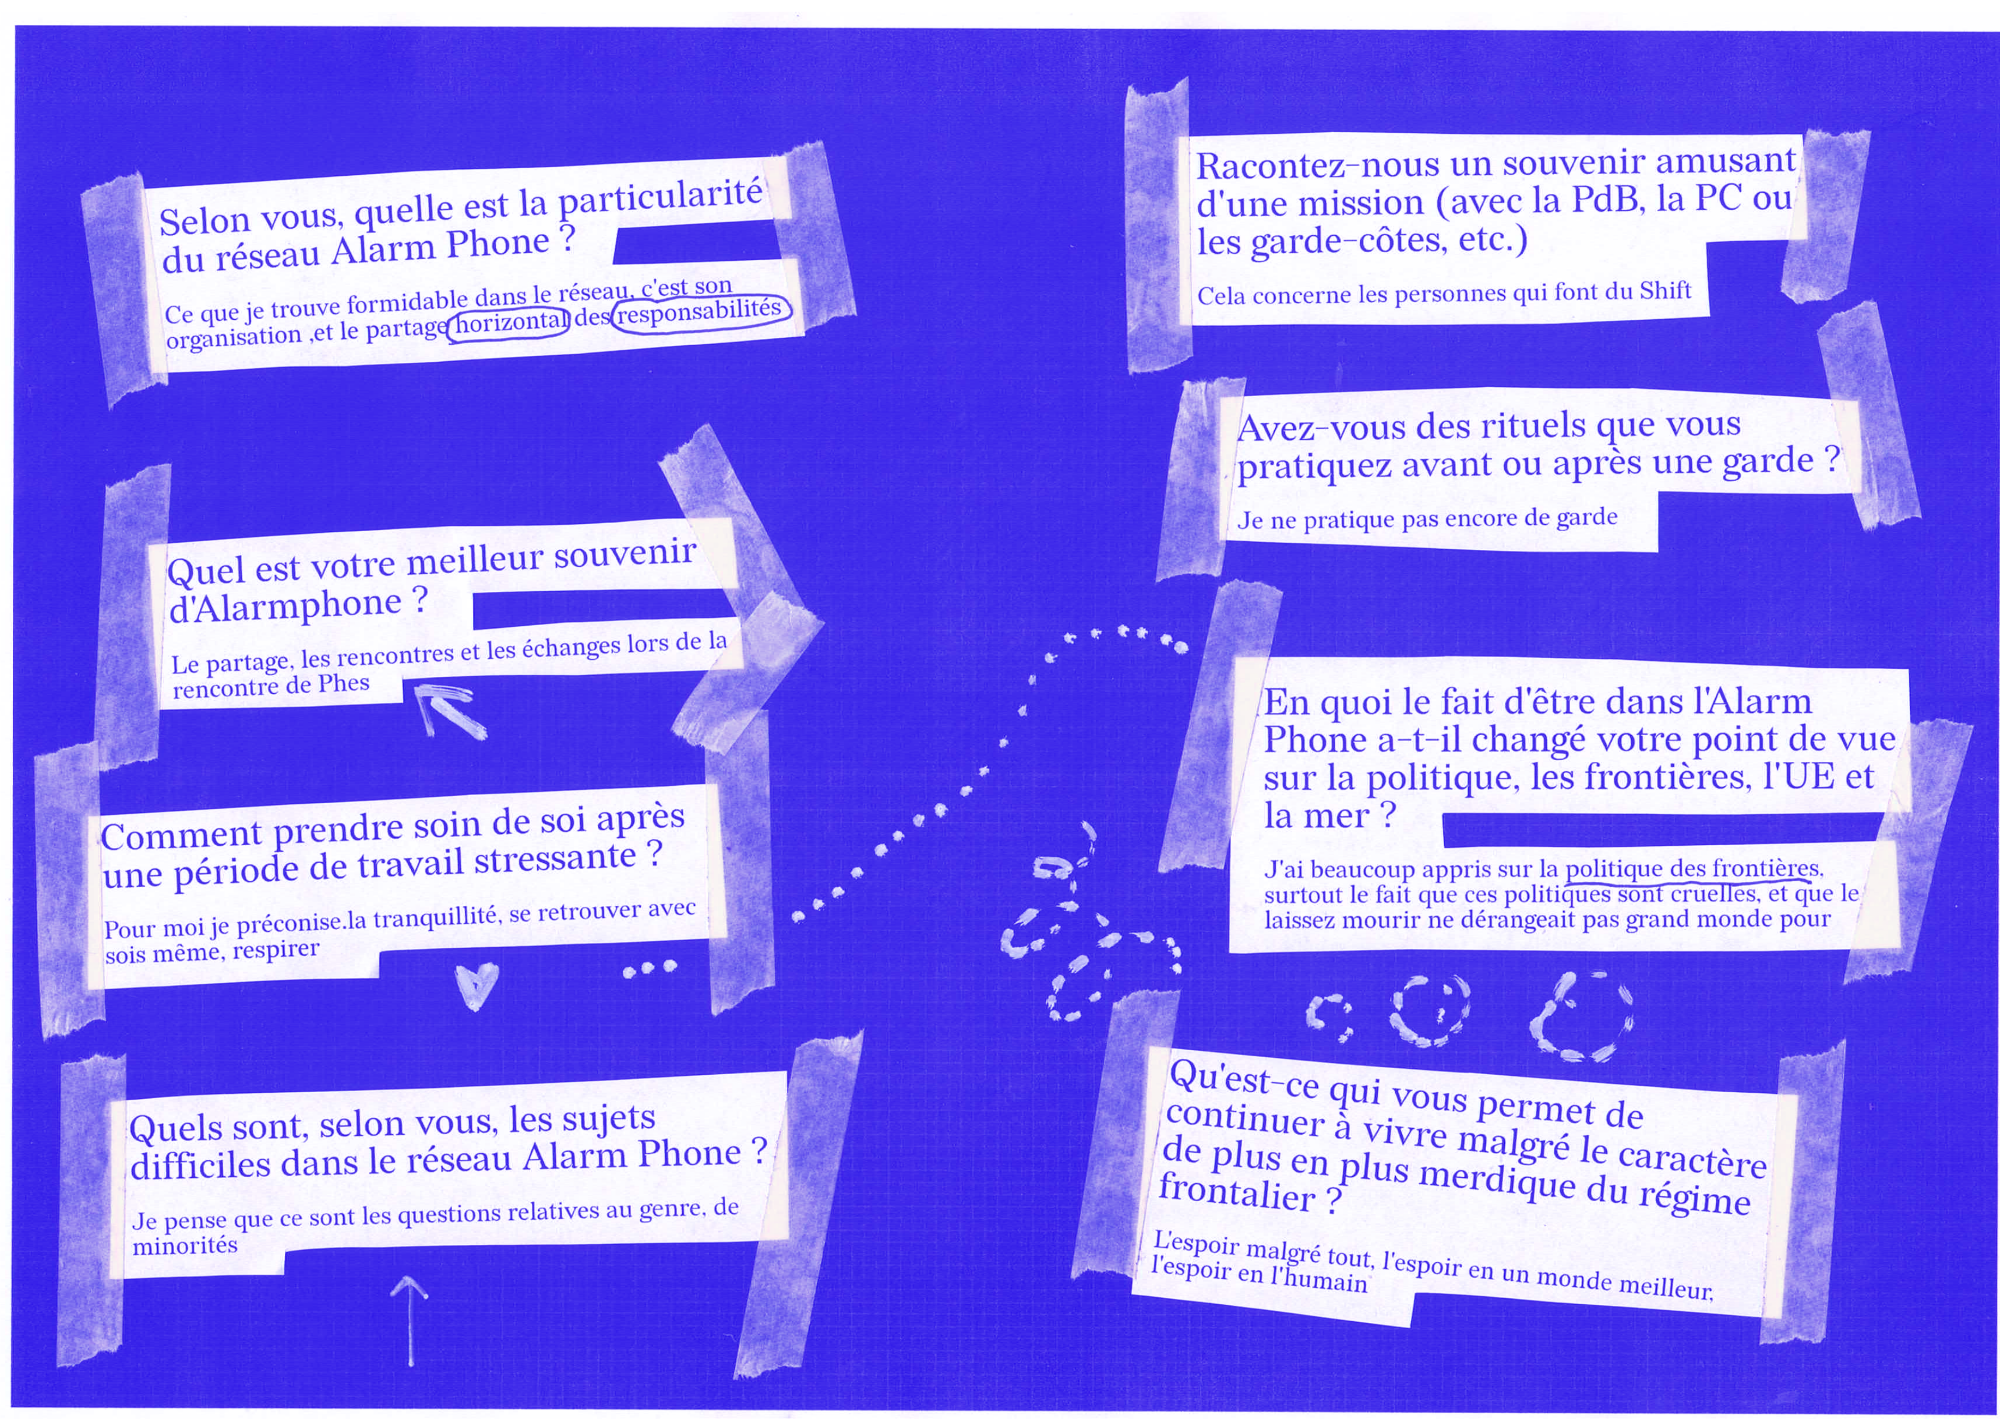 Selon vous, quelle est la particularité
du réseau Alarm Phone ?
Ce que je trouve formidable dans le réseau, c'est son
organisation ,et le partage horizontal des responsabilités
Quel est votre meilleur souvenir
d'Alarmphone ?
Le partage, les rencontres et les échanges lors de la
rencontre de Phes
Comment prendre soin de soi après
une période de travail stressante ?
Pour moi je préconise.la tranquillité, se retrouver avec
sois même, respirer
Quels sont, selon vous, les sujets
difficiles dans le réseau Alarm Phone ?
Je pense que ce sont les questions relatives au genre, de
minorités
Racontez-nous un souvenir amusant
d'une mission (avec la PdB, la PC ou
les garde-côtes, etc.)
Cela concerne les personnes qui font du Shift
Avez-vous des rituels que vous
pratiquez avant ou après une garde ?
Je ne pratique pas encore de garde
En quoi le fait d'être dans l'Alarm
Phone a-t-il changé votre point de vue
sur la politique, les frontières, l'UE et
la mer ?
J'ai beaucoup appris sur la politique des frontières,
surtout le fait que ces politiques sont cruelles, et que le
laissez mourir ne dérangeait pas grand monde pour
Qu'est-ce qui vous permet de
continuer à vivre malgré le caractère
de plus en plus merdique du régime
frontalier ?
L'espoir malgré tout, l'espoir en un monde meilleur,
l'espoir en l'humain